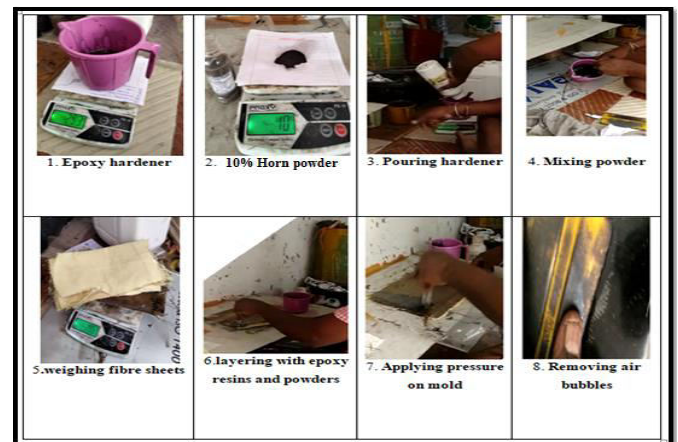 1. Epoxy hardener
2. 10% Horn powder
3. Pouring hardener
4. Mixing powder
5.weighing fibre sheets
6.layering with epoxy
resins and powders
7. Applying pressure
on mold
8. Removing air
bubbles